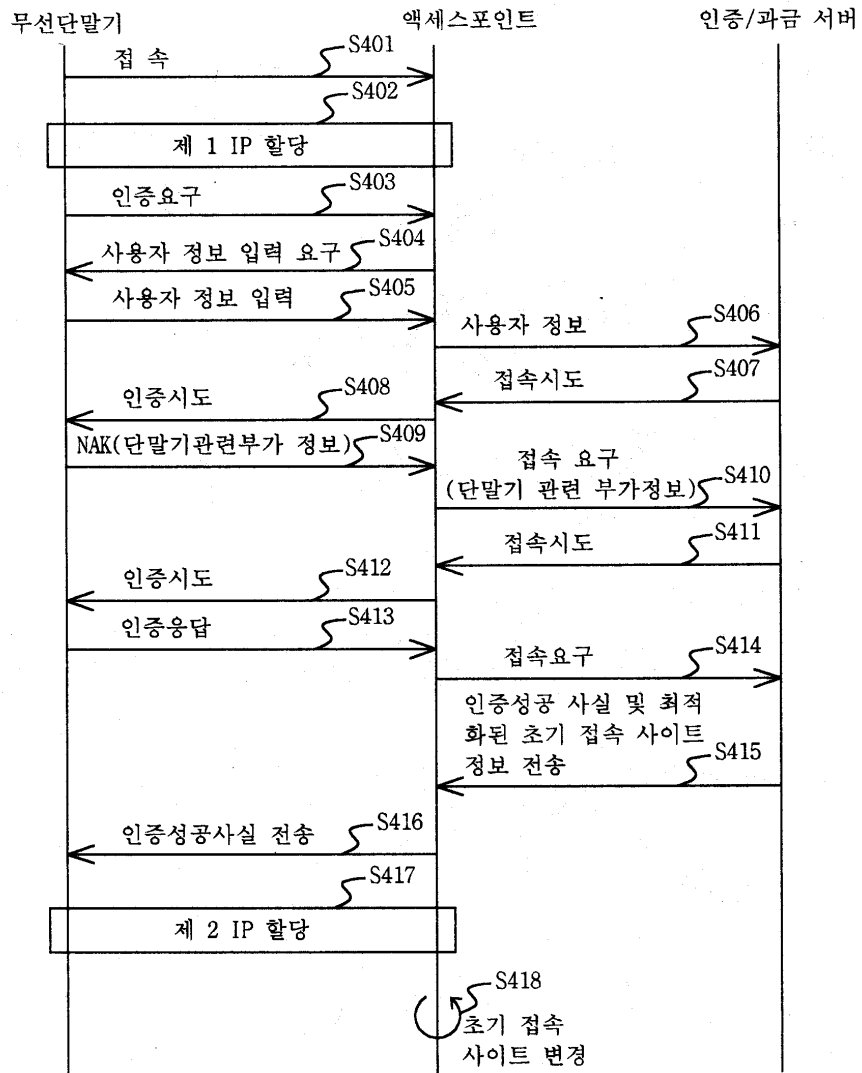 무선단말기
액세스포인트
인증/과금 서버
접 속
S401
S402
제 1 IP 할당
인증요구
S403
사용자 정보 입력 요구
S404
사용자 정보 입력
S405
사용자 정보
S406
접속시도
S407
인증시도
S408
NAK(단말기관련부가 정보)
S409
접속 요구
(단말기 관련 부가정보)
S410
접속시도
S411
인증시도
S412
인증응답
S413
접속요구
S414
인증성공 사실 및 최적
화된 초기 접속 사이트
정보 전송
S415
인증성공사실 전송
S416
S417
제 2 IP 할당
S418
초기 접속
사이트 변경